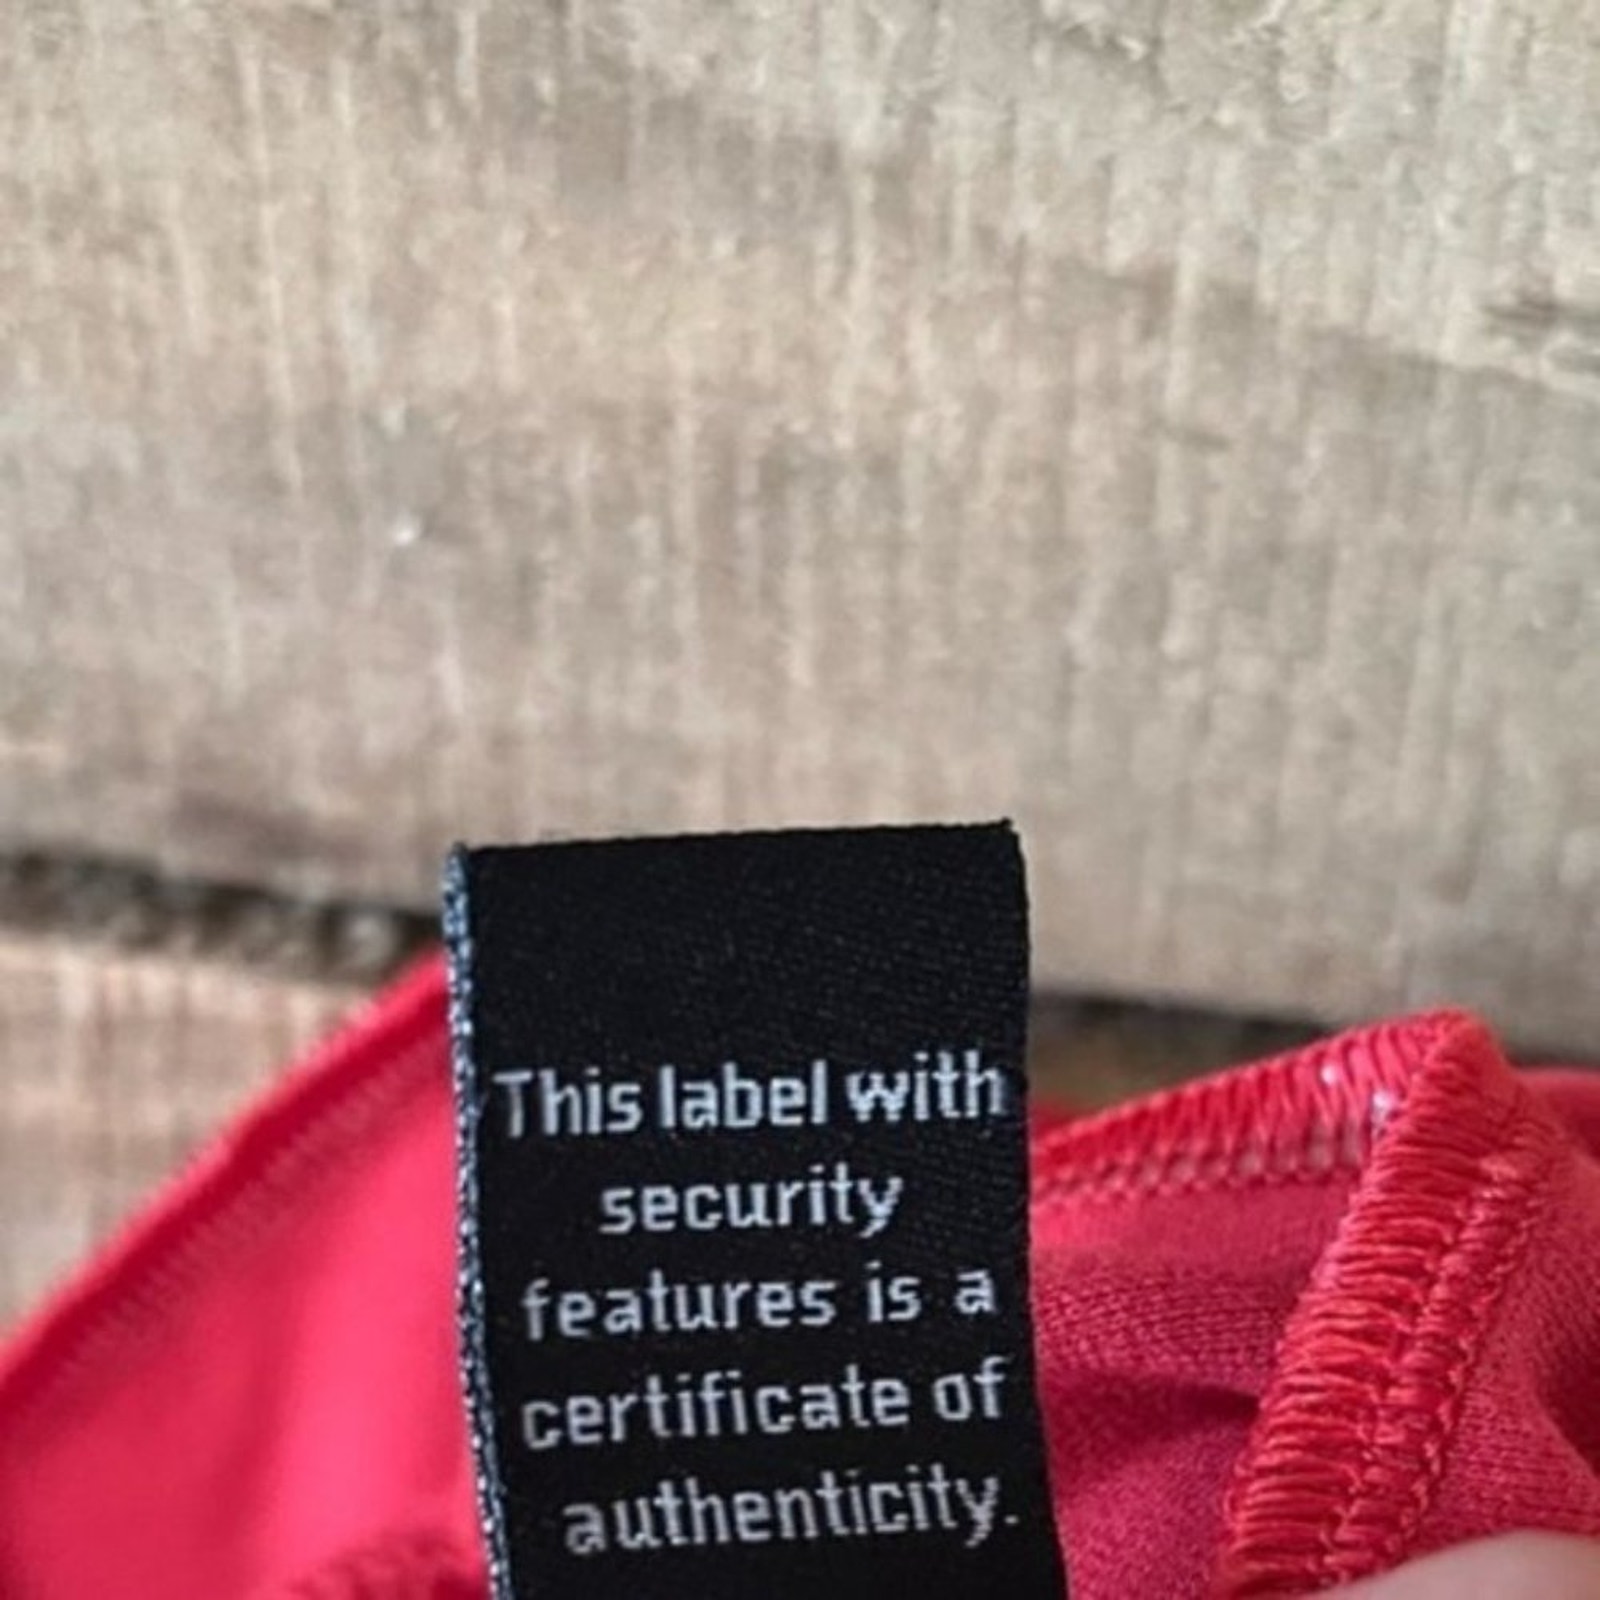 This label with
security
features is a
certificate of
authenticity.